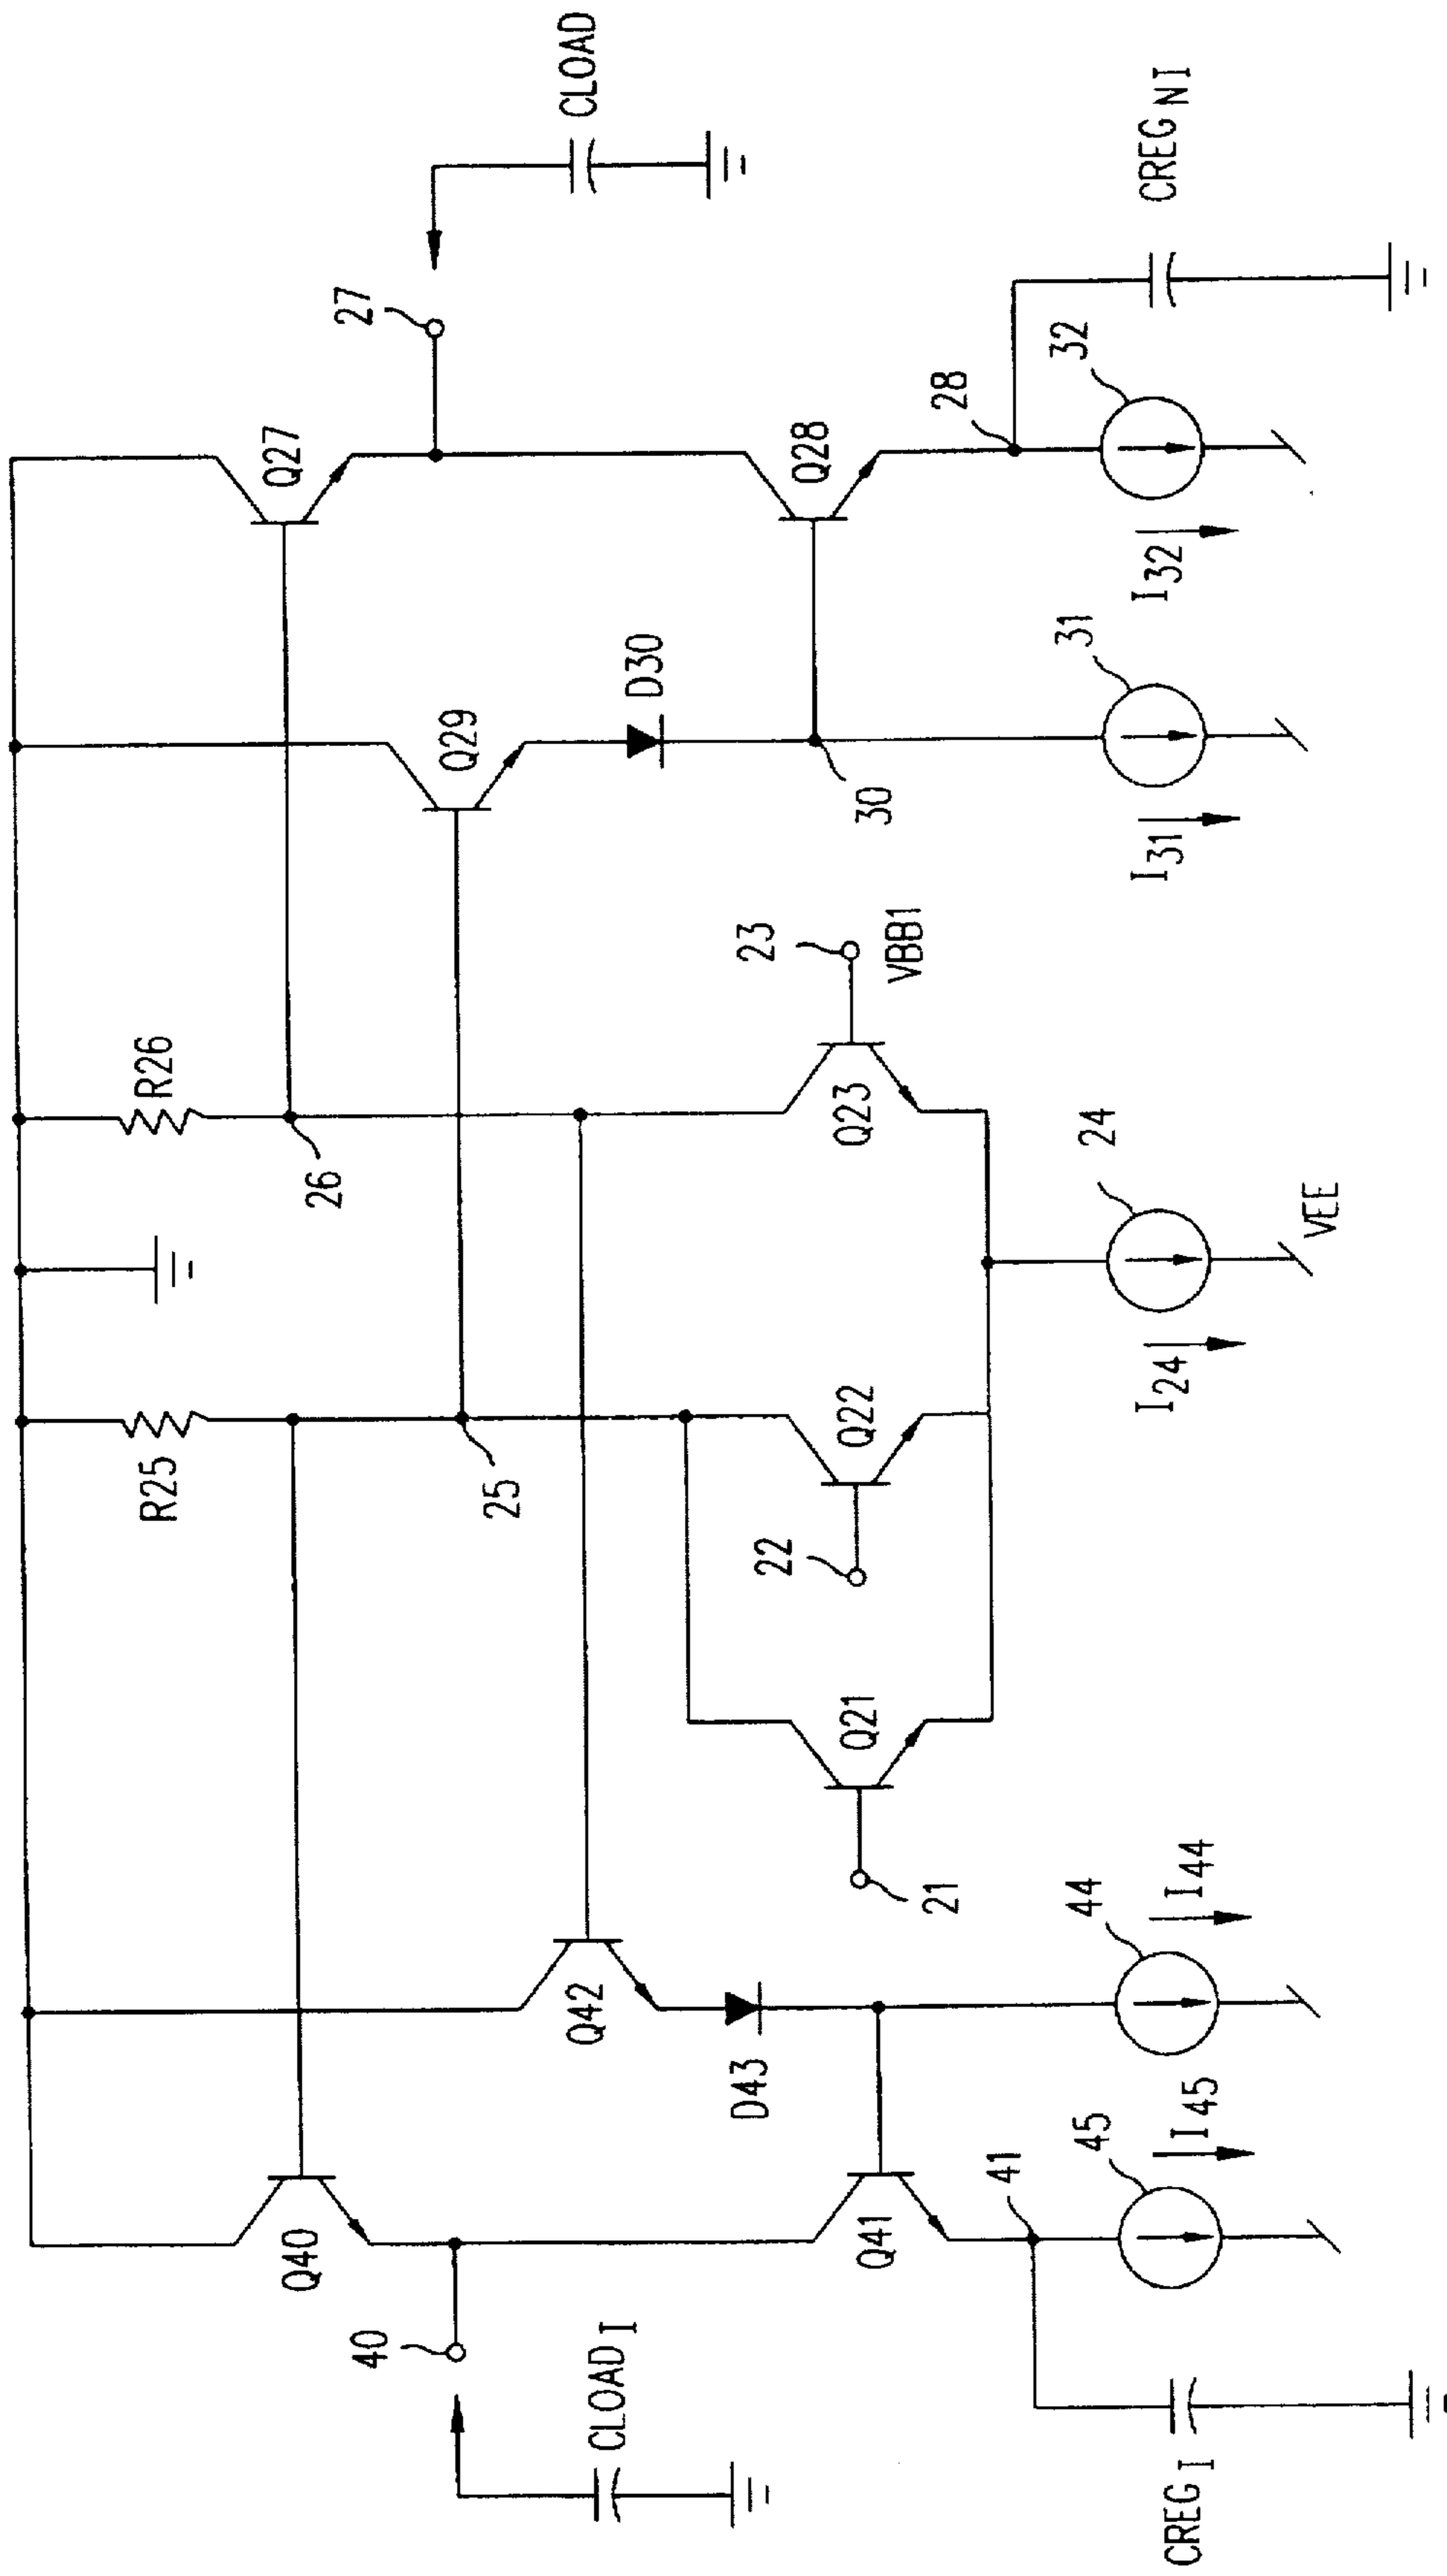 R25
R26
26
25
Q40
40
CLOAD I
Q42
D43
Q41
41
45
I45
44
I44
CREG I
Q21
21
Q22
22
Q23
23
VBB1
24
I24
VEE
Q27
27
CLOAD
Q29
D30
30
Q28
28
31
I31
32
I32
CREG NI